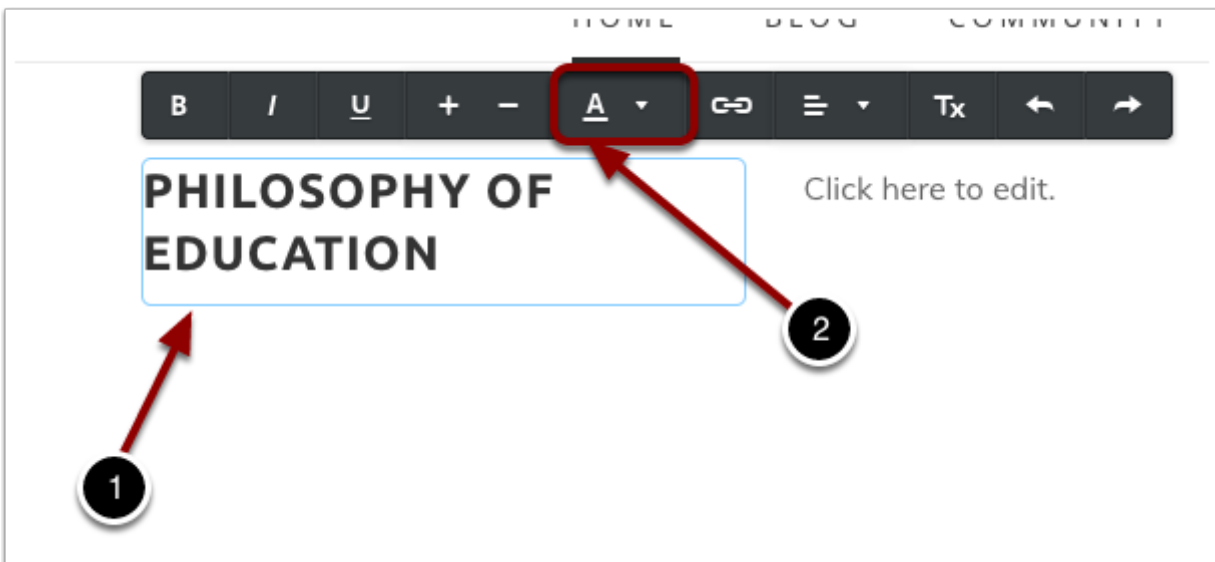 HOME BLOG COMMUNITY
B I U + − A Tx
PHILOSOPHY OF
EDUCATION
Click here to edit.
2
1